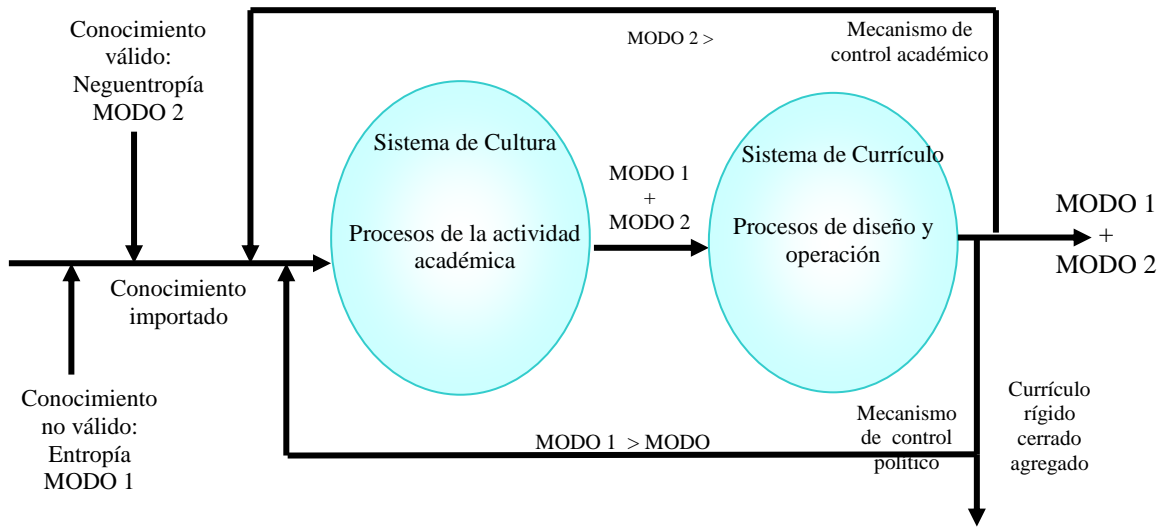 Conocimiento
válido:
Neguentropía
MODO 2
MODO 2 >
Mecanismo de
control académico
Sistema de Cultura
Procesos de la actividad
académica
MODO 1
+
MODO 2
Sistema de Currículo
Procesos de diseño y
operación
MODO 1
+
MODO 2
Conocimiento
importado
Conocimiento
no válido:
Entropía
MODO 1
MODO 1 > MODO
Mecanismo
de control
político
Currículo
rígido
cerrado
agregado